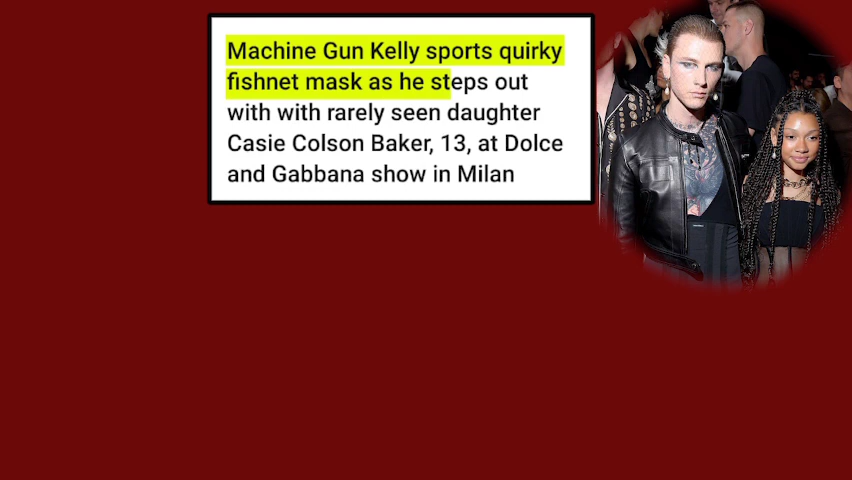 Machine Gun Kelly sports quirky
fishnet mask as he steps out
with with rarely seen daughter
Casie Colson Baker, 13, at Dolce
and Gabbana show in Milan